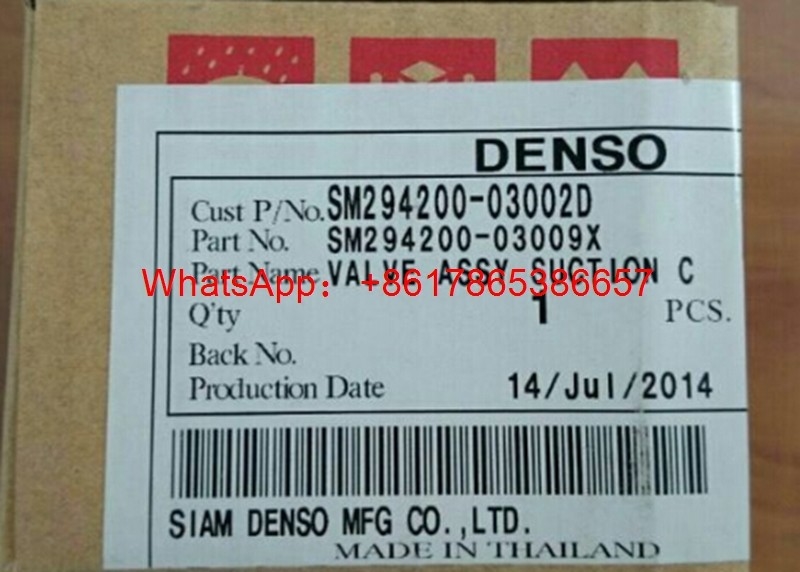 DENSO
Cust P/No. SM294200-03002D
Part No. SM294200-03009X
Part Name VALVE ASSY SUCTION C
WhatsApp：+8617865386657
Q'ty 1 PCS.
Back No.
Production Date 14/Jul/2014
SIAM DENSO MFG CO.,LTD.
MADE IN THAILAND